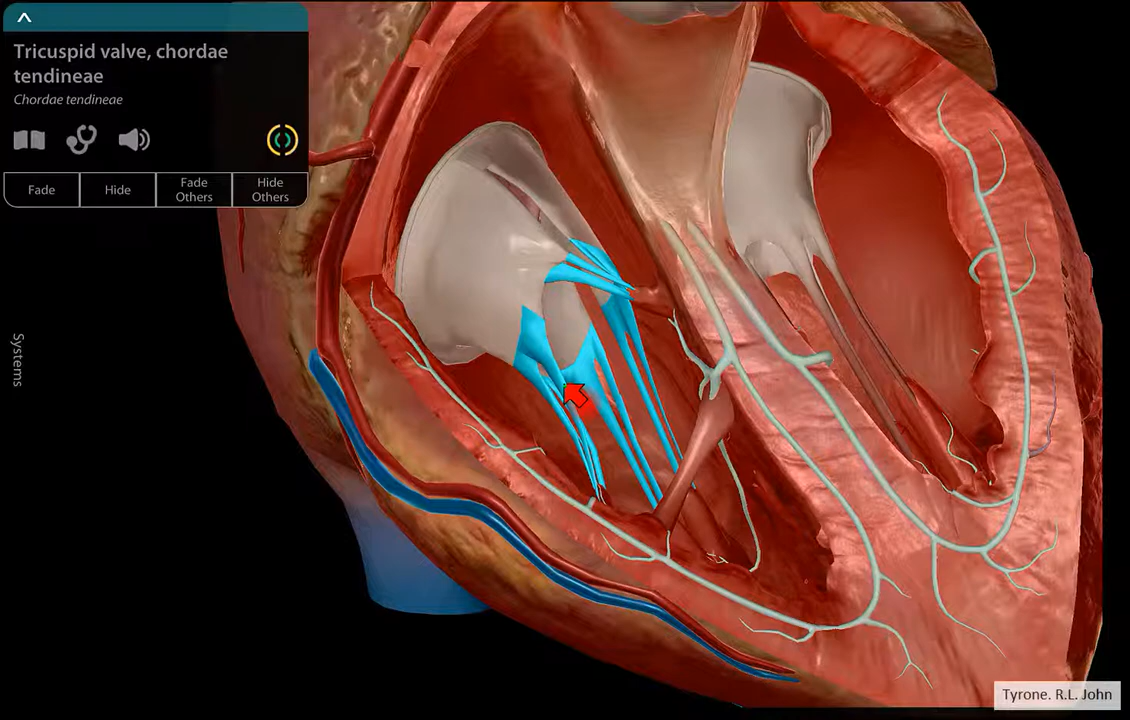 Tricuspid valve, chordae
tendineae
Chordae tendineae
Fade
Hide
Fade
Others
Hide
Others
Systems
Tyrone. R.L. John